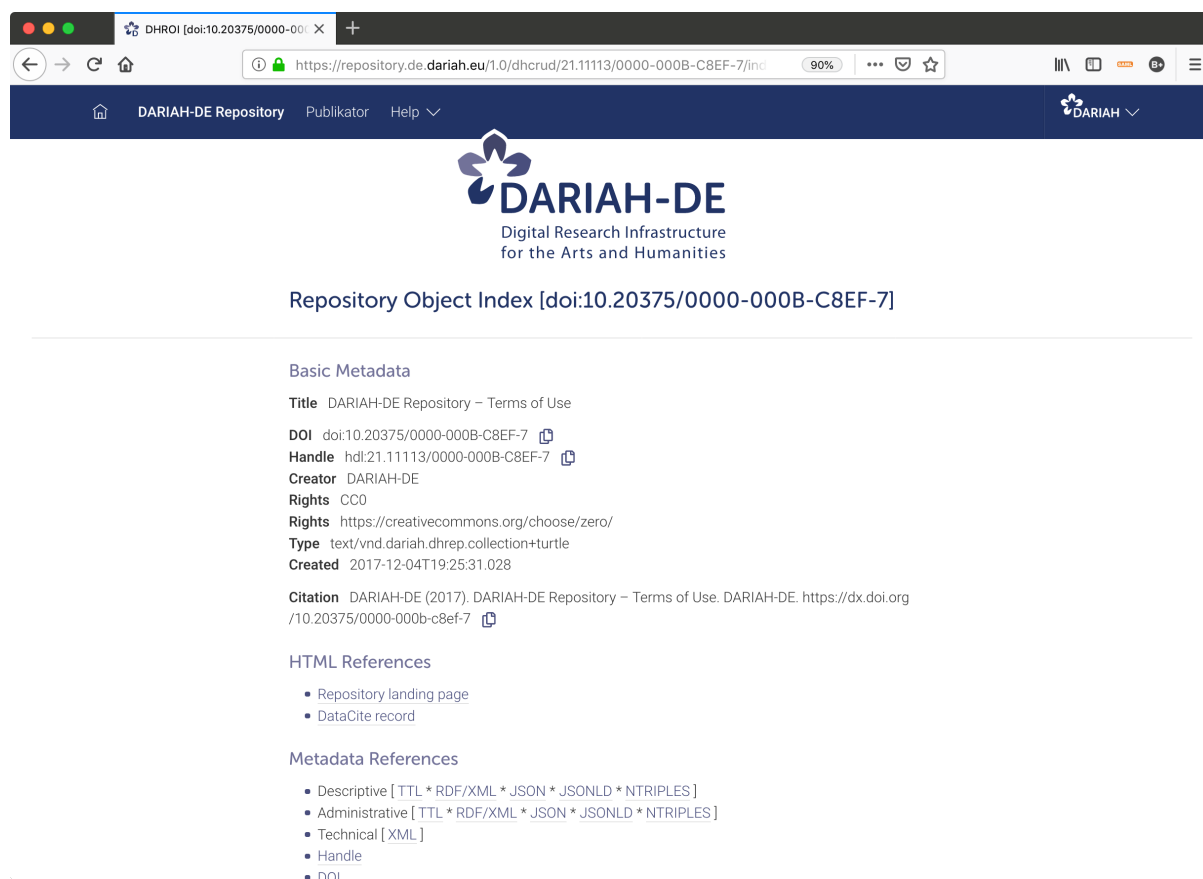 DHROI [doi:10.20375/0000-000
https://repository.de.dariah.eu/1.0/dhcrud/21.11113/0000-000B-C8EF-7/ind 90%
DARIAH-DE Repository Publikator Help DARIAH
DARIAH-DE
Digital Research Infrastructure
for the Arts and Humanities
Repository Object Index [doi:10.20375/0000-000B-C8EF-7]
Basic Metadata
Title DARIAH-DE Repository – Terms of Use
DOI doi:10.20375/0000-000B-C8EF-7
Handle hdl:21.11113/0000-000B-C8EF-7
Creator DARIAH-DE
Rights CC0
Rights https://creativecommons.org/choose/zero/
Type text/vnd.dariah.dhrep.collection+turtle
Created 2017-12-04T19:25:31.028
Citation DARIAH-DE (2017). DARIAH-DE Repository – Terms of Use. DARIAH-DE. https://dx.doi.org
/10.20375/0000-000b-c8ef-7
HTML References
• Repository landing page
• DataCite record
Metadata References
• Descriptive [ TTL * RDF/XML * JSON * JSONLD * NTRIPLES ]
• Administrative [ TTL * RDF/XML * JSON * JSONLD * NTRIPLES ]
• Technical [ XML ]
• Handle
• DOI